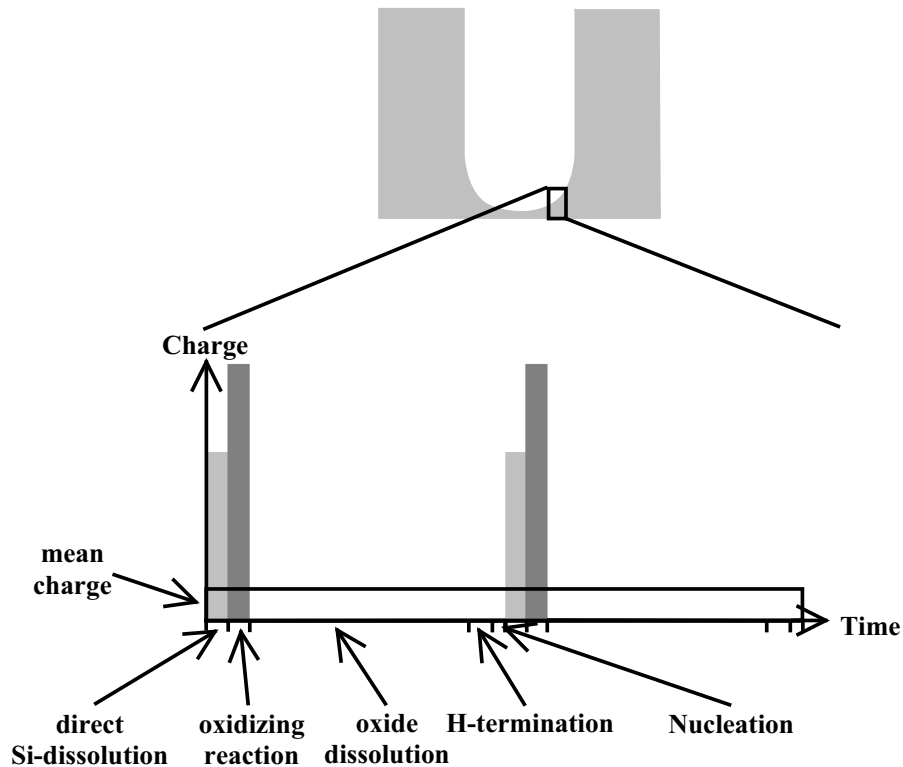 Charge
mean
charge
Time
direct
Si-dissolution
oxidizing
reaction
oxide
dissolution
H-termination
Nucleation